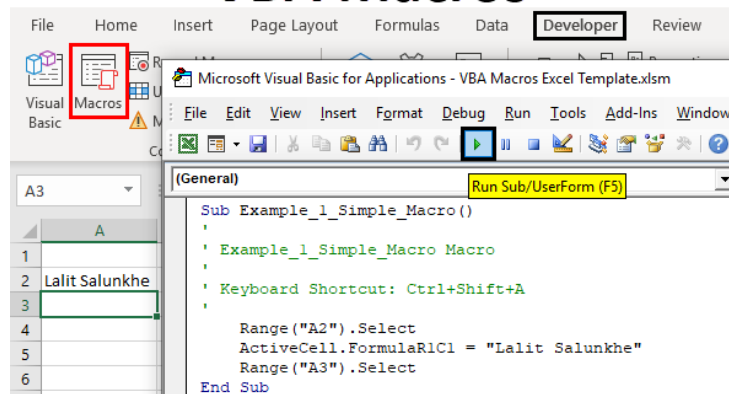 VBA Macros
File Home Insert Page Layout Formulas Data Developer Review
Visual Basic
Macros
Microsoft Visual Basic for Applications - VBA Macros Excel Template.xlsm
File Edit View Insert Format Debug Run Tools Add-Ins Window
(General)
Run Sub/UserForm (F5)
A3
A
1
2 Lalit Salunkhe
3
4
5
6
Sub Example_1_Simple_Macro()
'
' Example_1_Simple_Macro Macro
'
' Keyboard Shortcut: Ctrl+Shift+A
'
Range("A2").Select
ActiveCell.FormulaR1C1 = "Lalit Salunkhe"
Range("A3").Select
End Sub